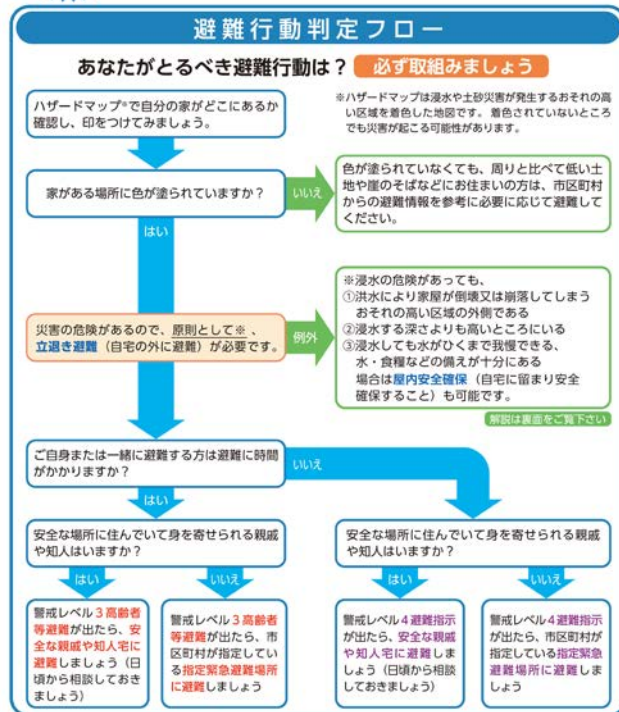 避難行動判定フロー
あなたがとるべき避難行動は？ 必ず取組みましょう
ハザードマップ※で自分の家がどこにあるか
確認し、印をつけてみましょう。
※ハザードマップは浸水や土砂災害が発生するおそれの高
い区域を着色した地図です。着色されていないところ
でも災害が起こる可能性があります。
家がある場所に色が塗られていますか？
いいえ
色が塗られていなくても、周りと比べて低い土
地や崖のそばなどにお住まいの方は、市区町村
からの避難情報を参考に必要に応じて避難して
ください。
はい
災害の危険があるので、原則として※、
立退き避難（自宅の外に避難）が必要です。
例外
※浸水の危険があっても、
①洪水により家屋が倒壊又は崩落してしまう
おそれの高い区域の外側である
②浸水する深さよりも高いところにいる
③浸水しても水がひくまで我慢できる、
水・食糧などの備えが十分にある
場合は屋内安全確保（自宅に留まり安全
確保すること）も可能です。
解説は裏面をご覧下さい
ご自身または一緒に避難する方は避難に時間
がかかりますか？
いいえ
はい
安全な場所に住んでいて身を寄せられる親戚
や知人はいますか？
はい
いいえ
警戒レベル3高齢者
等避難が出たら、安
全な親戚や知人宅に
避難しましょう（日
頃から相談しておき
ましょう）
警戒レベル3高齢者
等避難が出たら、市
区町村が指定してい
る指定緊急避難場所
に避難しましょう
安全な場所に住んでいて身を寄せられる親戚
や知人はいますか？
はい
いいえ
警戒レベル4避難指示
が出たら、安全な親戚
や知人宅に避難しま
しょう（日頃から相談
しておきましょう）
警戒レベル4避難指示
が出たら、市区町村が
指定している指定緊急
避難場所に避難しま
しょう